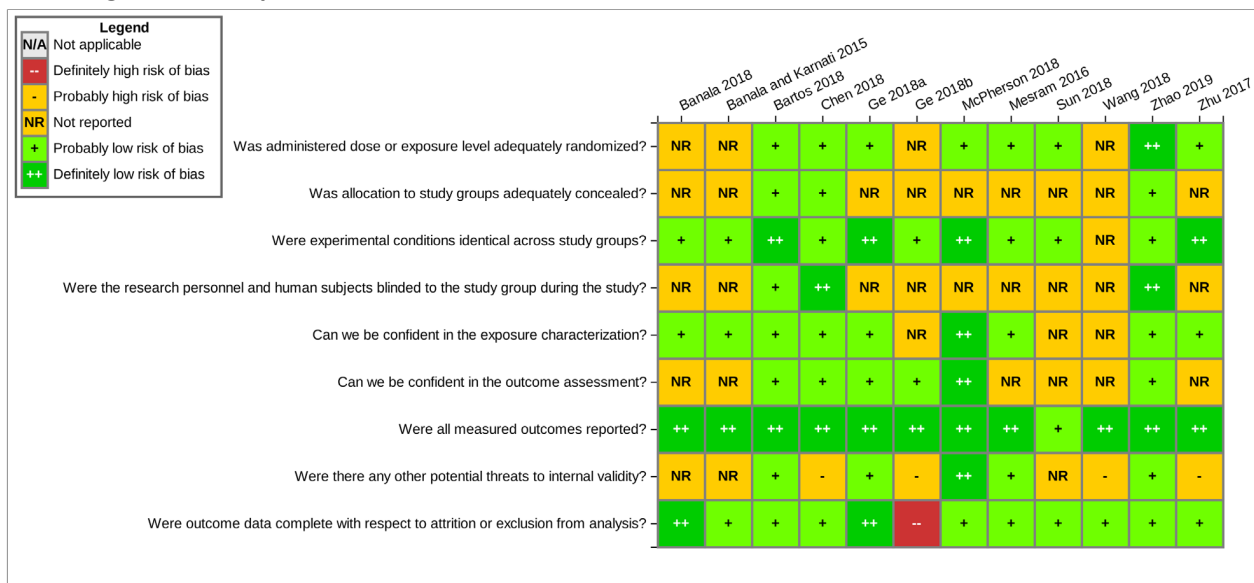 Legend
N/A Not applicable
-- Definitely high risk of bias
- Probably high risk of bias
NR Not reported
+ Probably low risk of bias
++ Definitely low risk of bias
Banala 2018
Banala and Karnati 2015
Bartos 2018
Chen 2018
Ge 2018a
Ge 2018b
McPherson 2018
Mesram 2016
Sun 2018
Wang 2018
Zhao 2019
Zhu 2017
Was administered dose or exposure level adequately randomized? NR NR + + + NR + + + NR ++ +
Was allocation to study groups adequately concealed? NR NR + + NR NR NR NR NR NR + NR
Were experimental conditions identical across study groups? + + ++ + ++ + ++ + + NR + ++
Were the research personnel and human subjects blinded to the study group during the study? NR NR + ++ NR NR NR NR NR NR ++ NR
Can we be confident in the exposure characterization? + + + + + NR ++ + NR NR + +
Can we be confident in the outcome assessment? NR NR + + + + ++ NR NR NR + NR
Were all measured outcomes reported? ++ ++ ++ ++ ++ ++ ++ ++ + ++ ++ ++
Were there any other potential threats to internal validity? NR NR + - + - ++ + NR - + -
Were outcome data complete with respect to attrition or exclusion from analysis? ++ + + + ++ -- + + + + + +